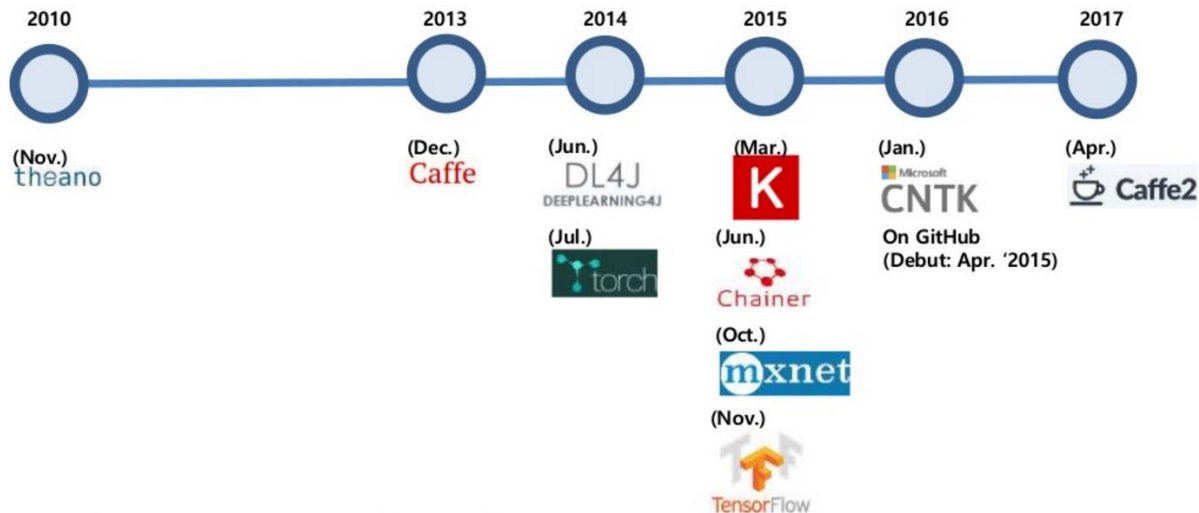 2010
2013
2014
2015
2016
2017
(Nov.)
theano
(Dec.)
Caffe
(Jun.)
DL4J
DEEPLEARNING4J
(Jul.)
torch
(Mar.)
K
(Jun.)
Chainer
(Oct.)
mxnet
(Nov.)
TF
TensorFlow
(Jan.)
Microsoft
CNTK
On GitHub
(Debut: Apr. ‘2015)
(Apr.)
Caffe2